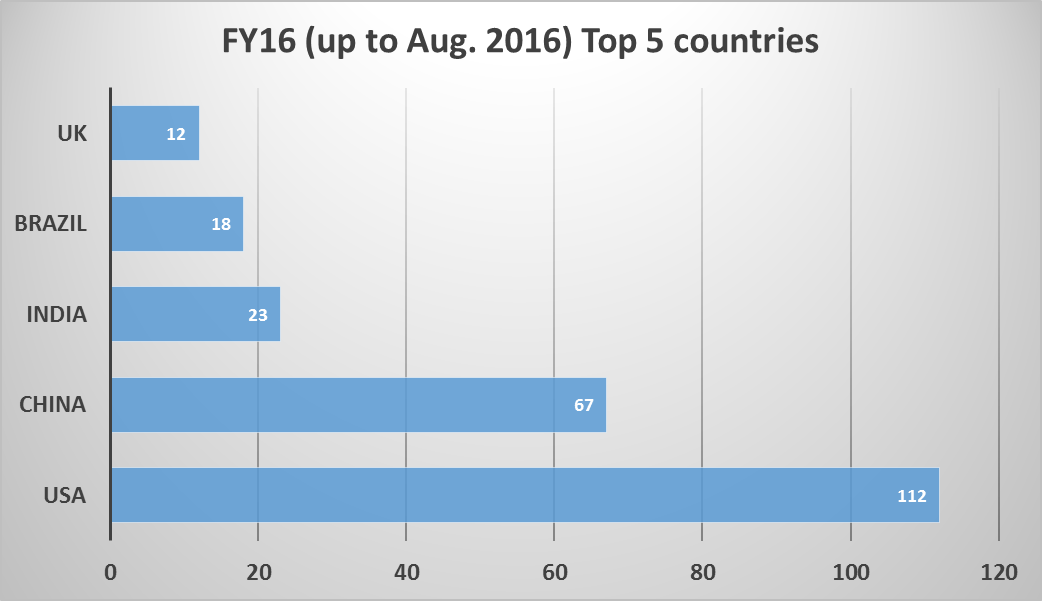 FY16 (up to Aug. 2016) Top 5 countries
UK 12
BRAZIL 18
INDIA 23
CHINA 67
USA 112
0 20 40 60 80 100 120